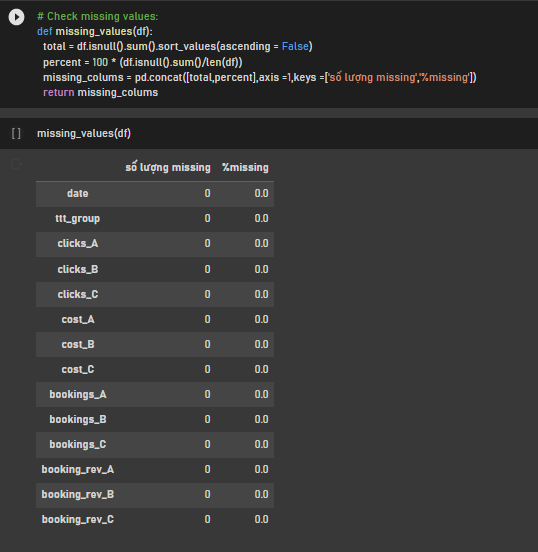 # Check missing values:
def missing_values(df):
  total = df.isnull().sum().sort_values(ascending = False)
  percent = 100 * (df.isnull().sum()/len(df))
  missing_colums = pd.concat([total,percent],axis =1,keys =['số lượng missing','%missing'])
  return missing_colums
[ ] missing_values(df)
số lượng missing %missing
date 0 0.0
ttt_group 0 0.0
clicks_A 0 0.0
clicks_B 0 0.0
clicks_C 0 0.0
cost_A 0 0.0
cost_B 0 0.0
cost_C 0 0.0
bookings_A 0 0.0
bookings_B 0 0.0
bookings_C 0 0.0
booking_rev_A 0 0.0
booking_rev_B 0 0.0
booking_rev_C 0 0.0